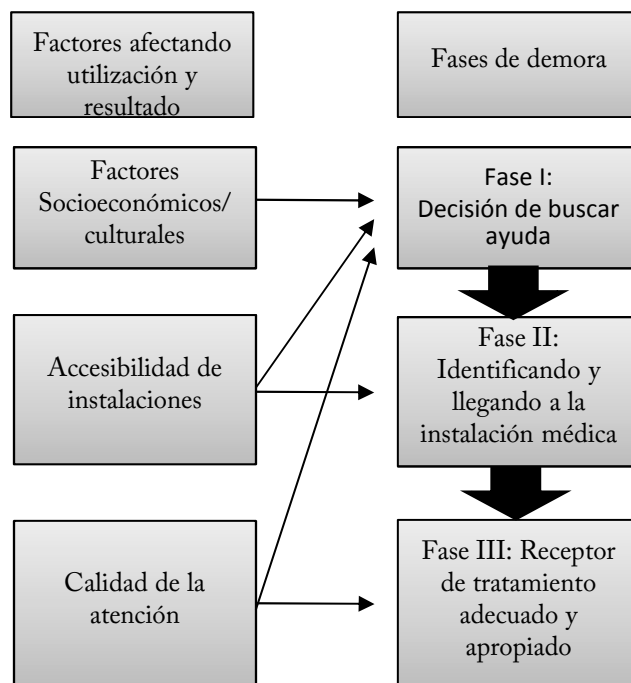 Factores afectando
utilización y
resultado
Fases de demora
Factores
Socioeconómicos/
culturales
Fase I:
Decisión de buscar
ayuda
Accesibilidad de
instalaciones
Fase II:
Identificando y
llegando a la
instalación médica
Calidad de la
atención
Fase III: Receptor
de tratamiento
adecuado y
apropiado